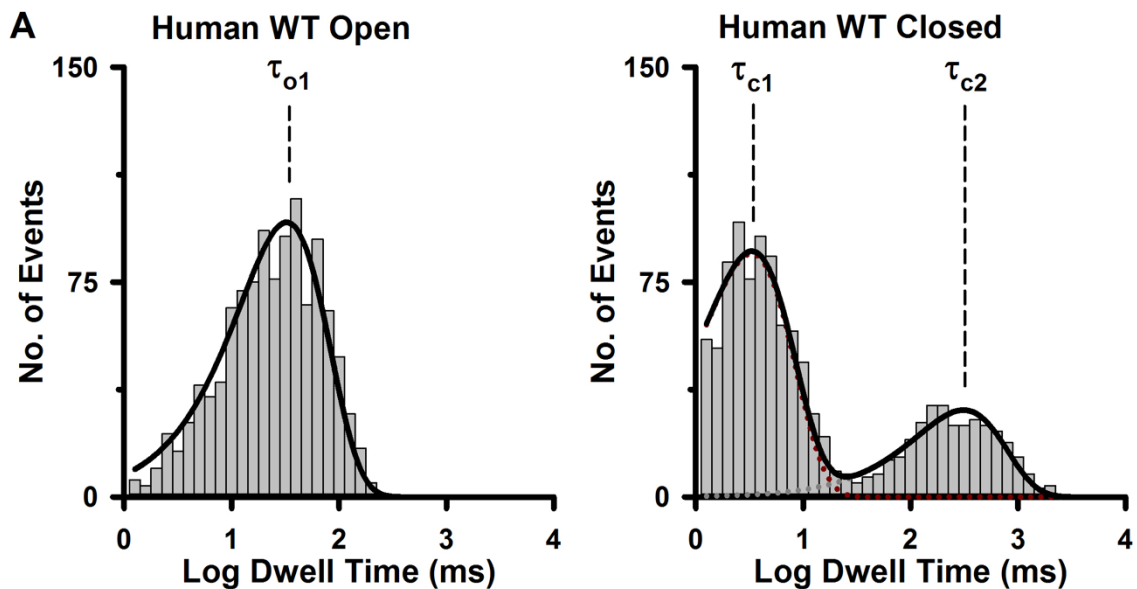 A
Human WT Open
Human WT Closed
τo1
τc1
τc2
150
75
0
No. of Events
0 1 2 3 4
Log Dwell Time (ms)
150
75
0
No. of Events
0 1 2 3 4
Log Dwell Time (ms)